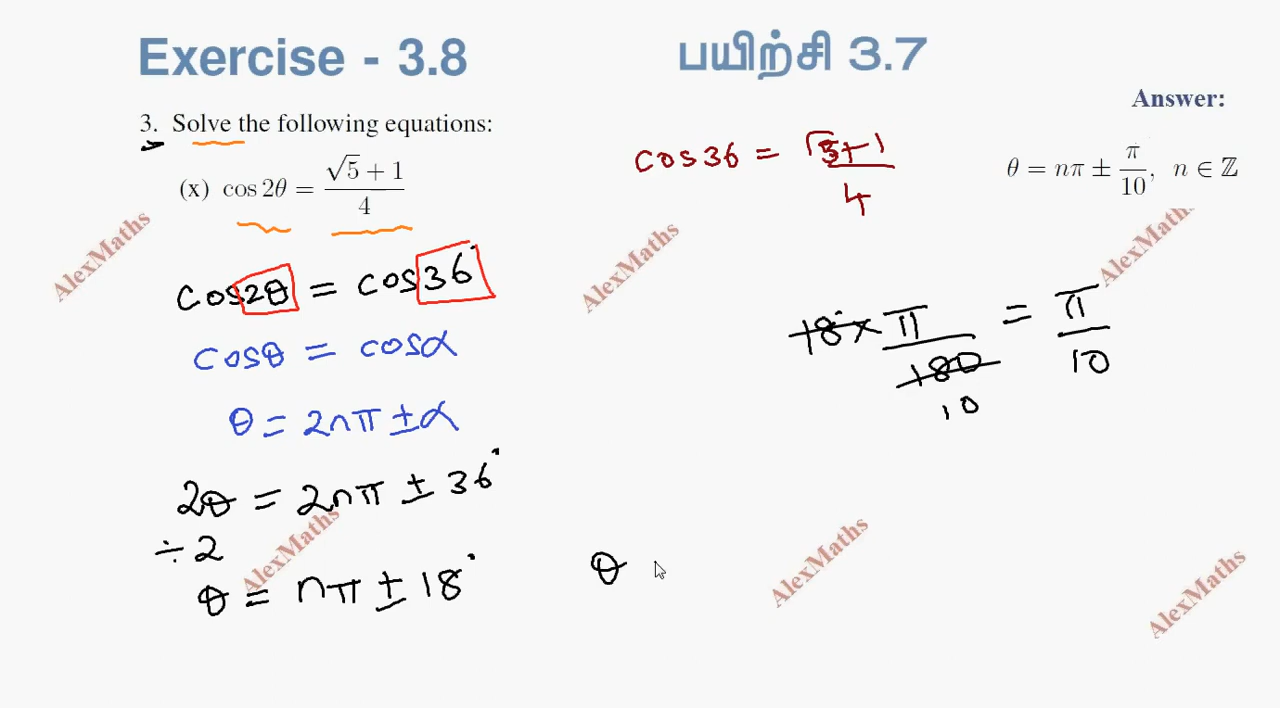 Exercise - 3.8
பயிற்சி 3.7
Answer:
3. Solve the following equations:
(x) cos 2θ = (√5 + 1)/4
cos36 = (√5+1)/4
θ = nπ ± π/10, n ∈ ℤ
cos2θ = cos36°
cosθ = cosα
θ = 2nπ ± α
2θ = 2nπ ± 36°
÷2
θ = nπ ± 18°
18° × π/180 = π/10
10
θ
AlexMaths
AlexMaths
AlexMaths
AlexMaths
AlexMaths
AlexMaths